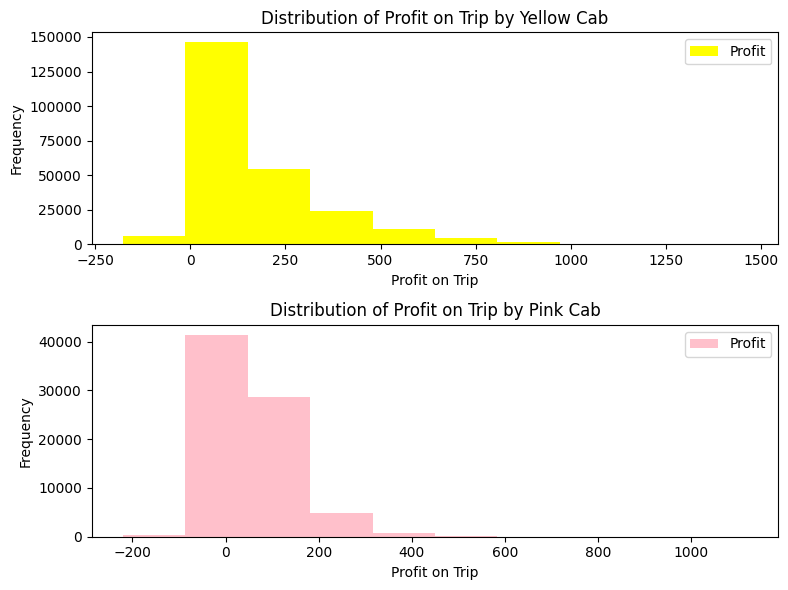 Distribution of Profit on Trip by Yellow Cab
150000
125000
100000
75000
50000
25000
0
Frequency
Profit
−250 0 250 500 750 1000 1250 1500
Profit on Trip
Distribution of Profit on Trip by Pink Cab
40000
30000
20000
10000
0
Frequency
Profit
−200 0 200 400 600 800 1000
Profit on Trip